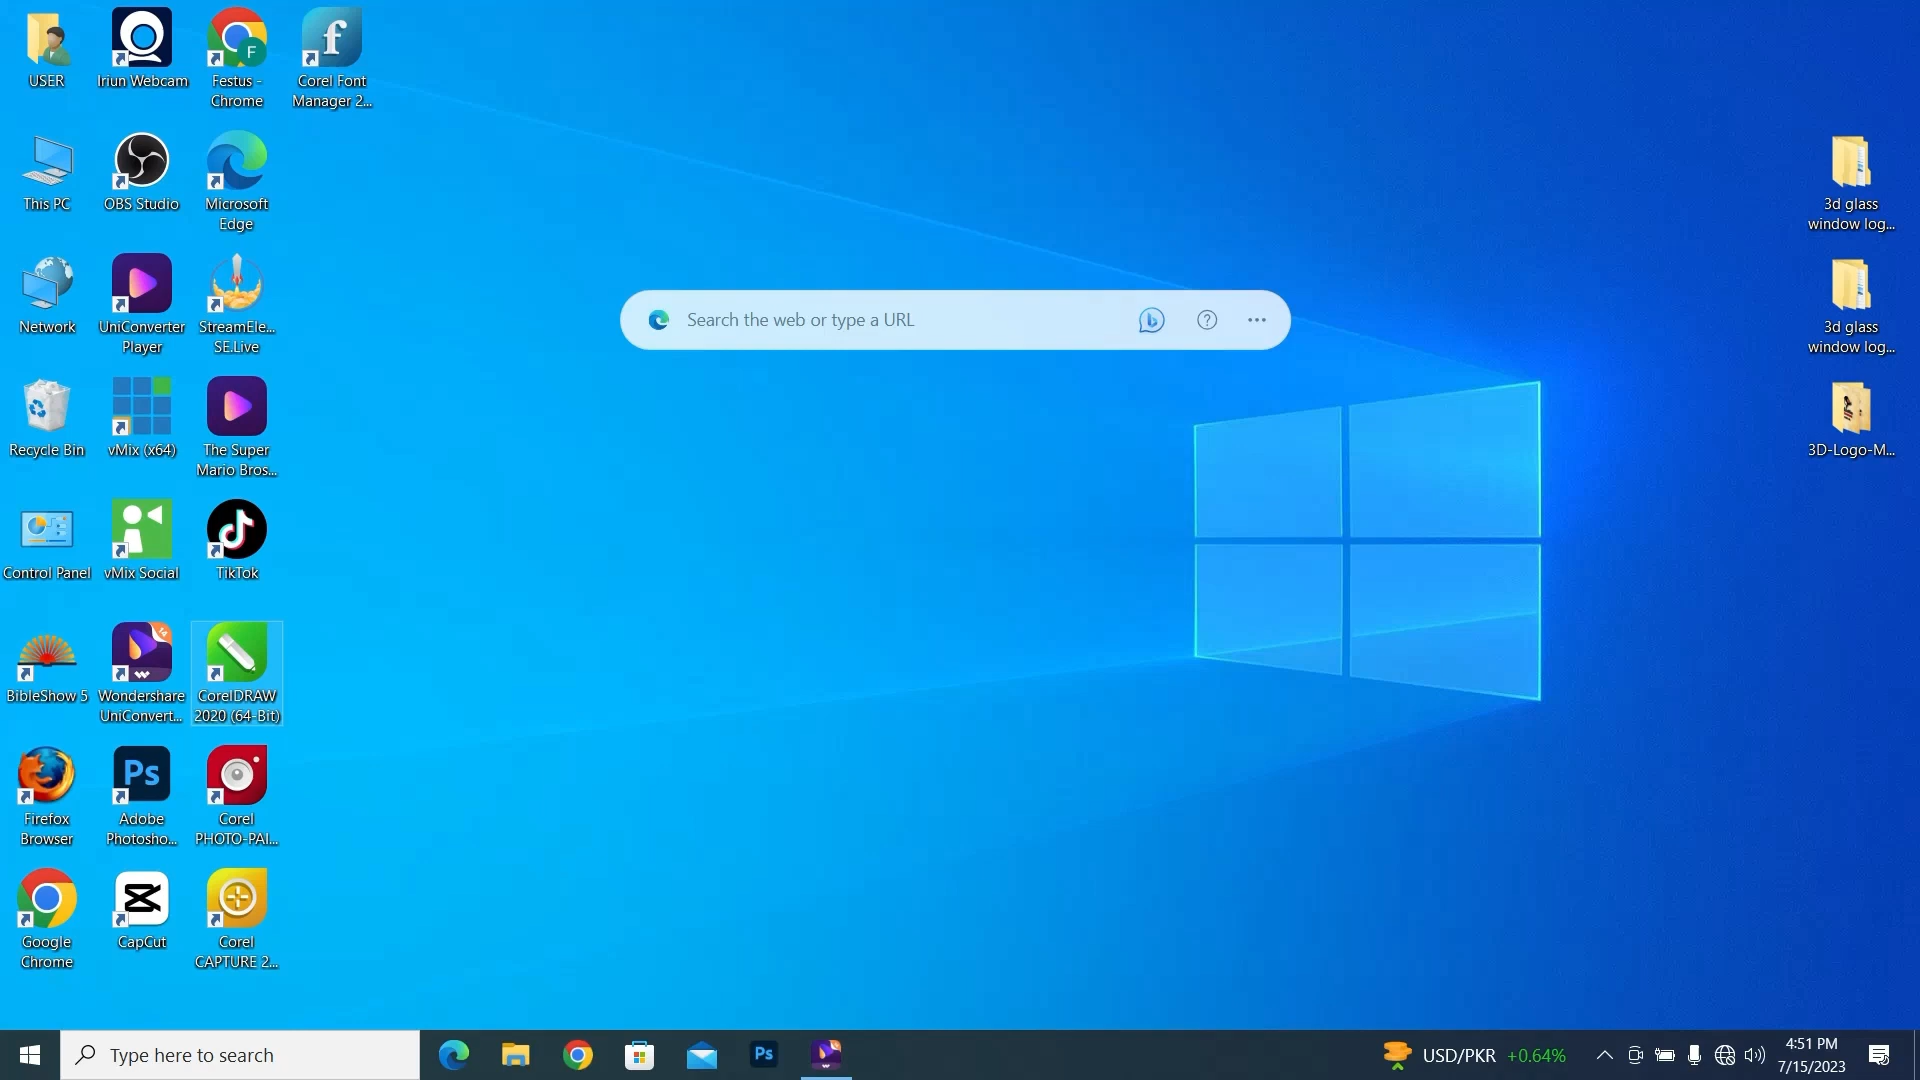 USER
Iriun Webcam
Festus -
Chrome
F
Corel Font
Manager 2...
f
This PC
OBS Studio
Microsoft
Edge
Network
UniConverter
Player
StreamEle...
SE.Live
Recycle Bin
vMix (x64)
The Super
Mario Bros...
Control Panel
vMix Social
TikTok
BibleShow 5
14
Wondershare
UniConvert...
CorelDRAW
2020 (64-Bit)
Firefox
Browser
Ps
Adobe
Photosho...
Corel
PHOTO-PAI...
Google
Chrome
CapCut
Corel
CAPTURE 2...
Search the web or type a URL
3d glass
window log...
3d glass
window log...
3D-Logo-M...
Type here to search
Ps
USD/PKR +0.64%
4:51 PM
7/15/2023